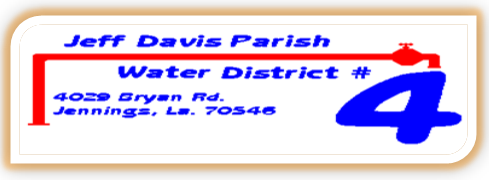 Jeff Davis Parish
Water District #
4
4029 Bryan Rd.
Jennings, La. 70546